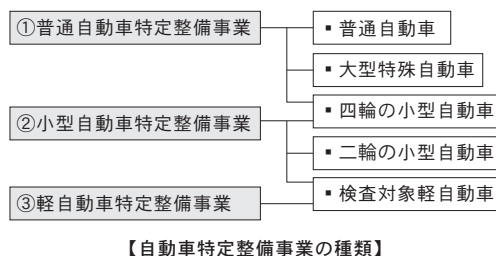 ①普通自動車特定整備事業
▪普通自動車
▪大型特殊自動車
▪四輪の小型自動車
②小型自動車特定整備事業
▪二輪の小型自動車
▪検査対象軽自動車
③軽自動車特定整備事業
【自動車特定整備事業の種類】